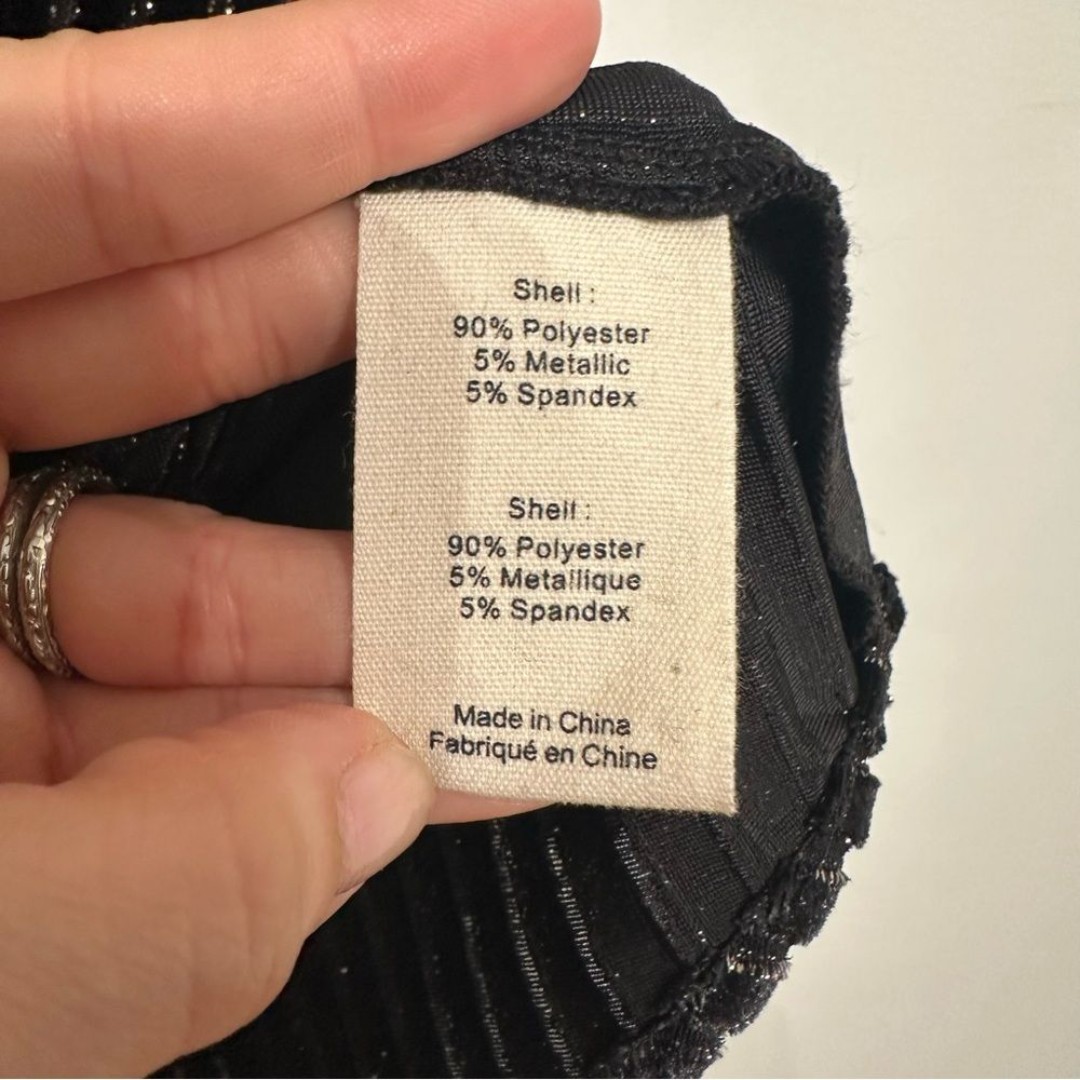 Shell :
90% Polyester
5% Metallic
5% Spandex
Shell :
90% Polyester
5% Metallique
5% Spandex
Made in China
Fabriqué en Chine